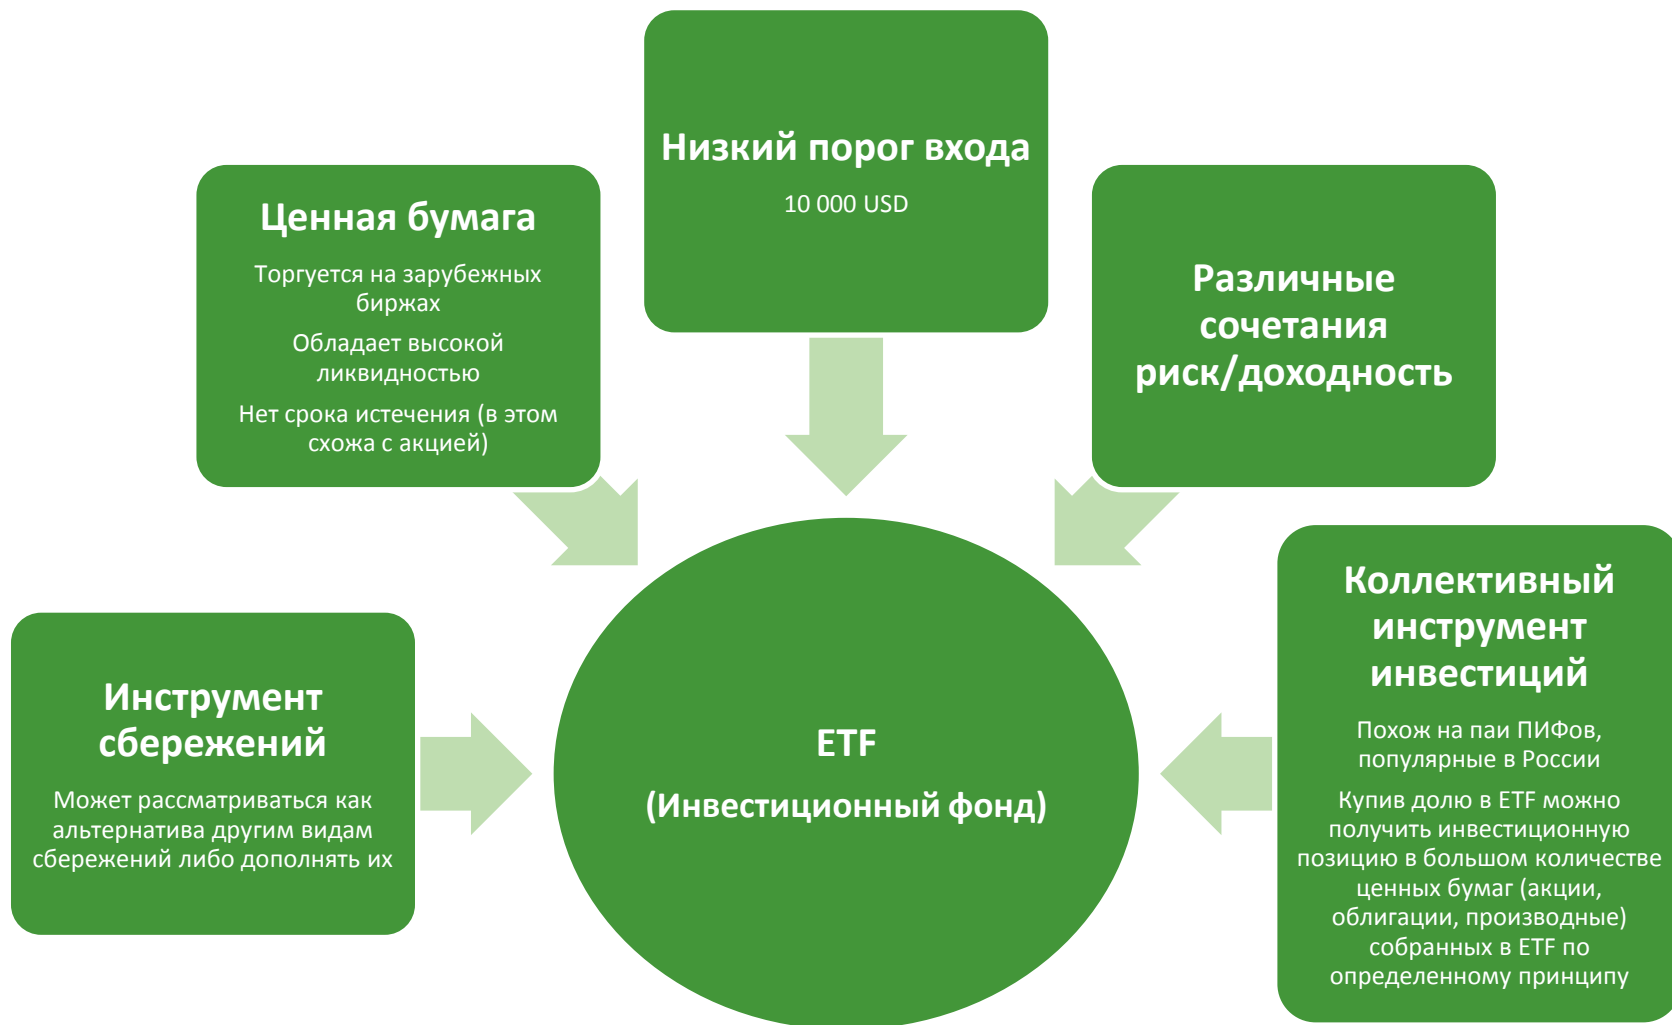 Низкий порог входа
10 000 USD
Ценная бумага
Торгуется на зарубежных
биржах
Обладает высокой
ликвидностью
Нет срока истечения (в этом
схожа с акцией)
Различные
сочетания
риск/доходность
Инструмент
сбережений
Может рассматриваться как
альтернатива другим видам
сбережений либо дополнять их
ETF
(Инвестиционный фонд)
Коллективный
инструмент
инвестиций
Похож на паи ПИФов,
популярные в России
Купив долю в ETF можно
получить инвестиционную
позицию в большом количестве
ценных бумаг (акции,
облигации, производные)
собранных в ETF по
определенному принципу